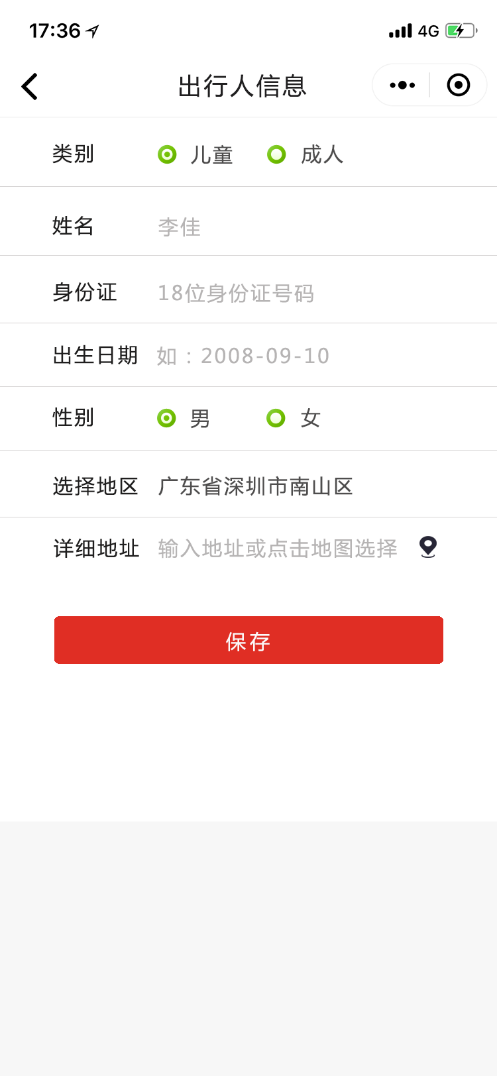 17:36 4G
出行人信息
类别 儿童 成人
姓名 李佳
身份证 18位身份证号码
出生日期 如：2008-09-10
性别 男 女
选择地区 广东省深圳市南山区
详细地址 输入地址或点击地图选择
保存